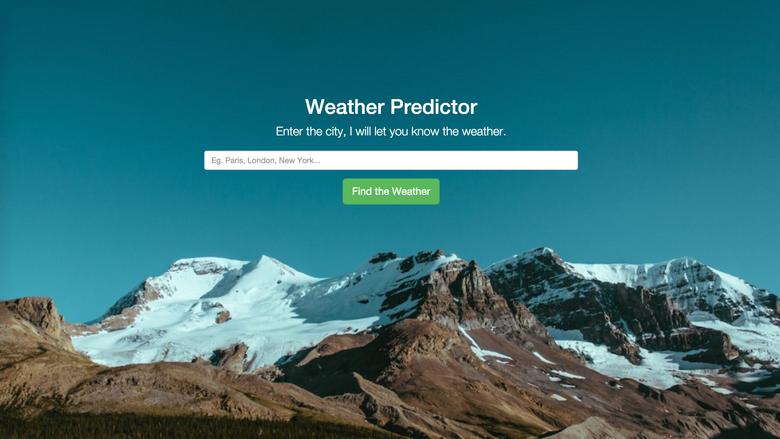 Weather Predictor
Enter the city, I will let you know the weather.
Eg. Paris, London, New York...
Find the Weather